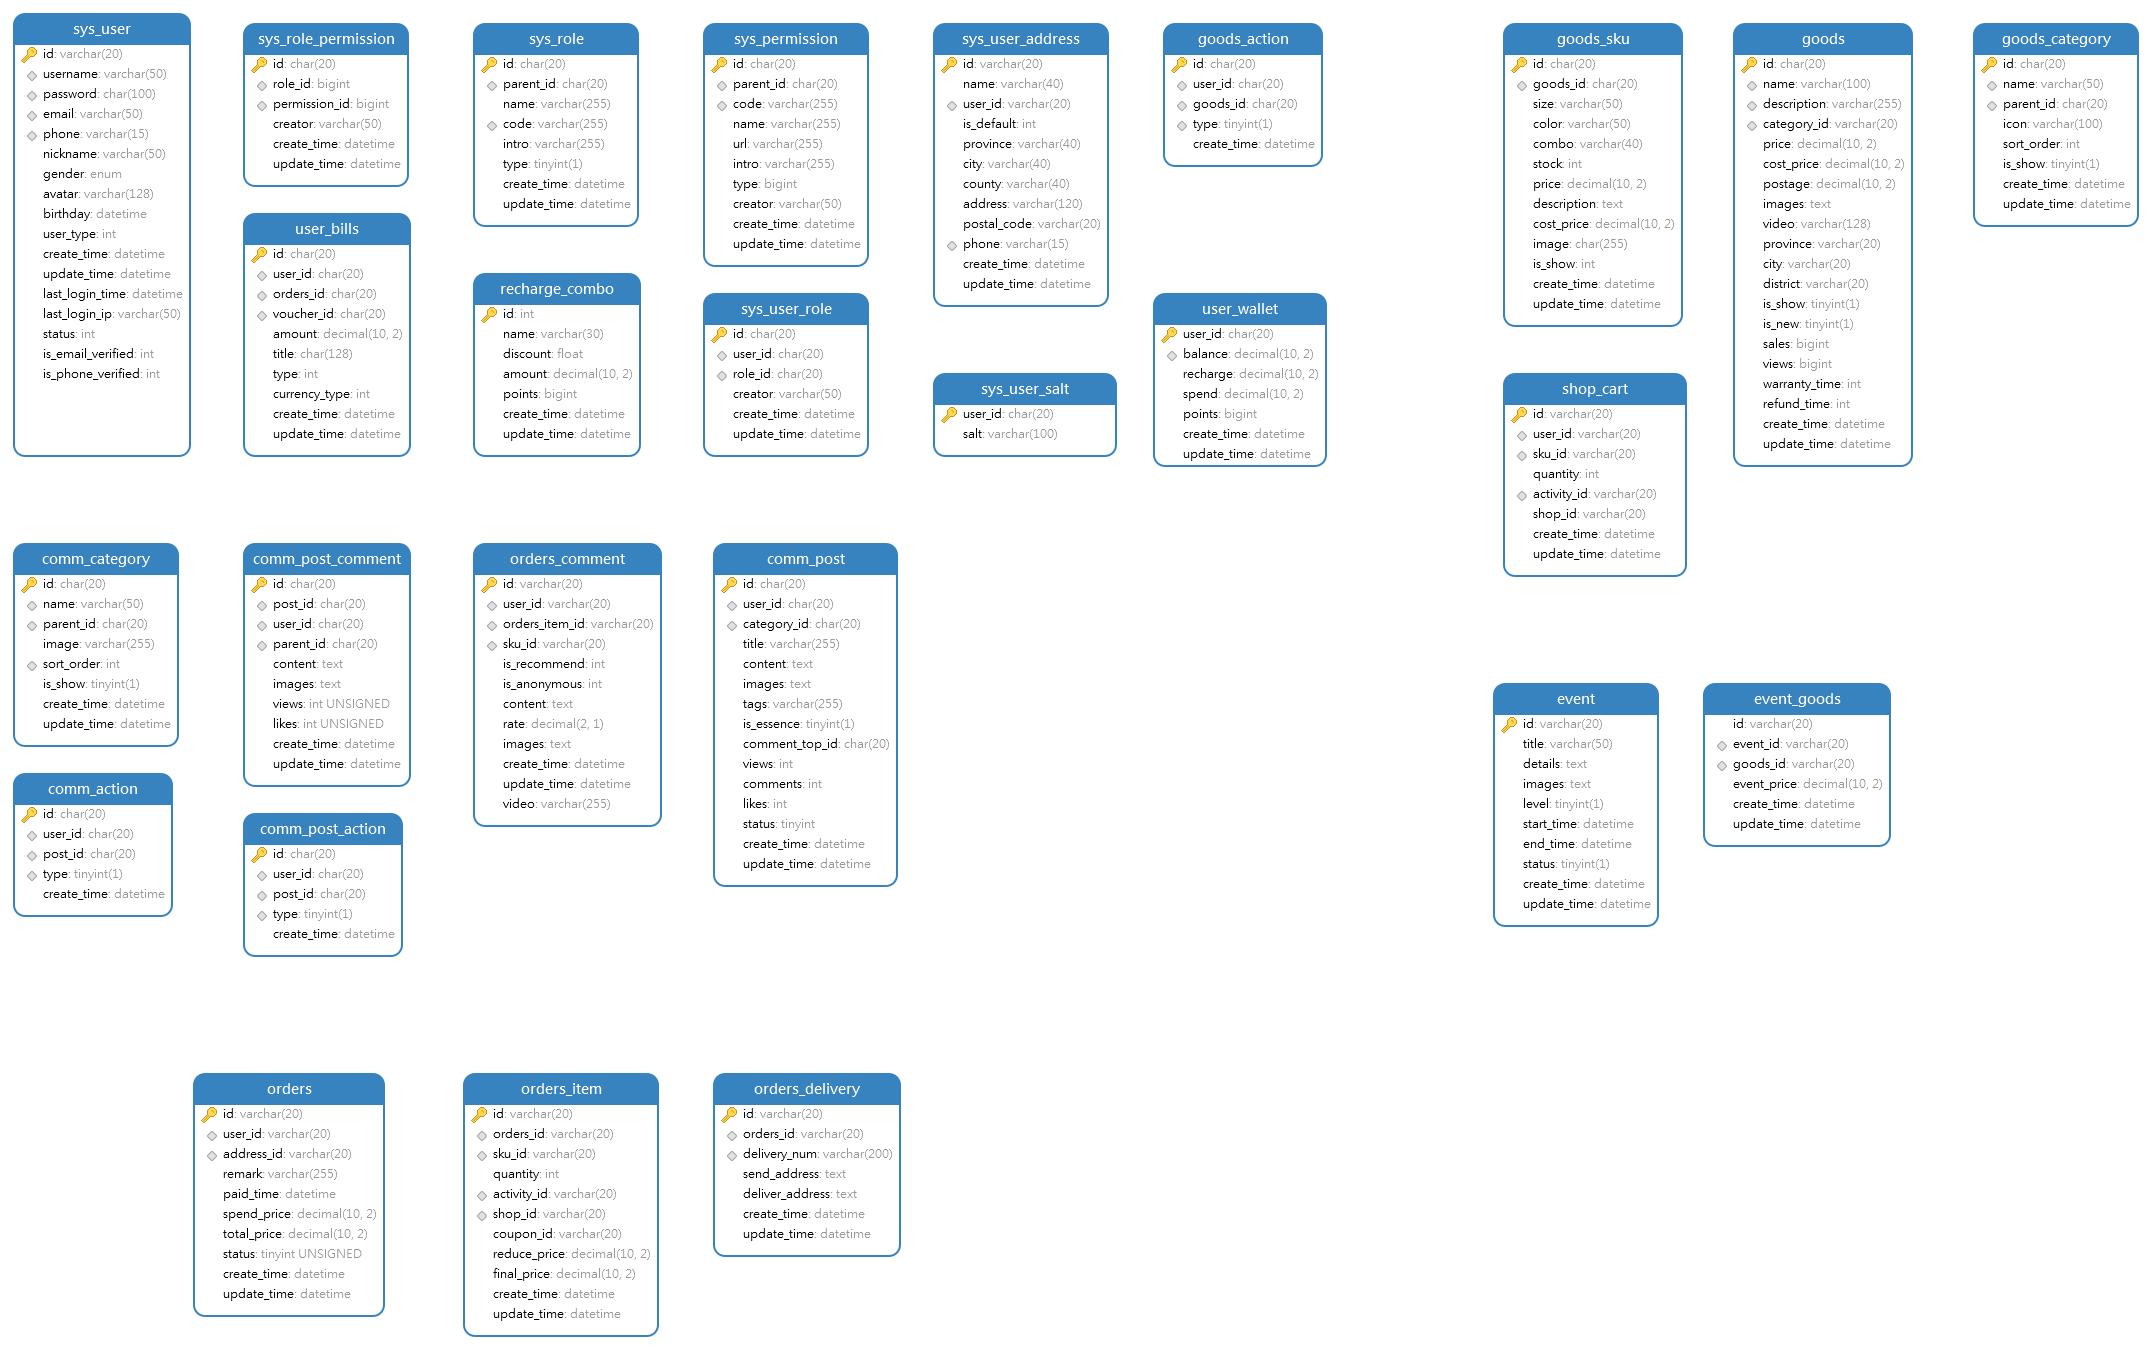 sys_user
id: varchar(20)
username: varchar(50)
password: char(100)
email: varchar(50)
phone: varchar(15)
nickname: varchar(50)
gender: enum
avatar: varchar(128)
birthday: datetime
user_type: int
create_time: datetime
update_time: datetime
last_login_time: datetime
last_login_ip: varchar(50)
status: int
is_email_verified: int
is_phone_verified: int
sys_role_permission
id: char(20)
role_id: bigint
permission_id: bigint
creator: varchar(50)
create_time: datetime
update_time: datetime
user_bills
id: char(20)
user_id: char(20)
orders_id: char(20)
voucher_id: char(20)
amount: decimal(10, 2)
title: char(128)
type: int
currency_type: int
create_time: datetime
update_time: datetime
sys_role
id: char(20)
parent_id: char(20)
name: varchar(255)
code: varchar(255)
intro: varchar(255)
type: tinyint(1)
create_time: datetime
update_time: datetime
recharge_combo
id: int
name: varchar(30)
discount: float
amount: decimal(10, 2)
points: bigint
create_time: datetime
update_time: datetime
sys_permission
id: char(20)
parent_id: char(20)
code: varchar(255)
name: varchar(255)
url: varchar(255)
intro: varchar(255)
type: bigint
creator: varchar(50)
create_time: datetime
update_time: datetime
sys_user_role
id: char(20)
user_id: char(20)
role_id: char(20)
creator: varchar(50)
create_time: datetime
update_time: datetime
sys_user_address
id: varchar(20)
name: varchar(40)
user_id: varchar(20)
is_default: int
province: varchar(40)
city: varchar(40)
county: varchar(40)
address: varchar(120)
postal_code: varchar(20)
phone: varchar(15)
create_time: datetime
update_time: datetime
sys_user_salt
user_id: char(20)
salt: varchar(100)
goods_action
id: char(20)
user_id: char(20)
goods_id: char(20)
type: tinyint(1)
create_time: datetime
user_wallet
user_id: char(20)
balance: decimal(10, 2)
recharge: decimal(10, 2)
spend: decimal(10, 2)
points: bigint
create_time: datetime
update_time: datetime
goods_sku
id: char(20)
goods_id: char(20)
size: varchar(50)
color: varchar(50)
combo: varchar(40)
stock: int
price: decimal(10, 2)
description: text
cost_price: decimal(10, 2)
image: char(255)
is_show: int
create_time: datetime
update_time: datetime
shop_cart
id: varchar(20)
user_id: varchar(20)
sku_id: varchar(20)
quantity: int
activity_id: varchar(20)
shop_id: varchar(20)
create_time: datetime
update_time: datetime
goods
id: char(20)
name: varchar(100)
description: varchar(255)
category_id: varchar(20)
price: decimal(10, 2)
cost_price: decimal(10, 2)
postage: decimal(10, 2)
images: text
video: varchar(128)
province: varchar(20)
city: varchar(20)
district: varchar(20)
is_show: tinyint(1)
is_new: tinyint(1)
sales: bigint
views: bigint
warranty_time: int
refund_time: int
create_time: datetime
update_time: datetime
goods_category
id: char(20)
name: varchar(50)
parent_id: char(20)
icon: varchar(100)
sort_order: int
is_show: tinyint(1)
create_time: datetime
update_time: datetime
comm_category
id: char(20)
name: varchar(50)
parent_id: char(20)
image: varchar(255)
sort_order: int
is_show: tinyint(1)
create_time: datetime
update_time: datetime
comm_action
id: char(20)
user_id: char(20)
post_id: char(20)
type: tinyint(1)
create_time: datetime
comm_post_comment
id: char(20)
post_id: char(20)
user_id: char(20)
parent_id: char(20)
content: text
images: text
views: int UNSIGNED
likes: int UNSIGNED
create_time: datetime
update_time: datetime
comm_post_action
id: char(20)
user_id: char(20)
post_id: char(20)
type: tinyint(1)
create_time: datetime
orders_comment
id: varchar(20)
user_id: varchar(20)
orders_item_id: varchar(20)
sku_id: varchar(20)
is_recommend: int
is_anonymous: int
content: text
rate: decimal(2, 1)
images: text
create_time: datetime
update_time: datetime
video: varchar(255)
comm_post
id: char(20)
user_id: char(20)
category_id: char(20)
title: varchar(255)
content: text
images: text
tags: varchar(255)
is_essence: tinyint(1)
comment_top_id: char(20)
views: int
comments: int
likes: int
status: tinyint
create_time: datetime
update_time: datetime
event
id: varchar(20)
title: varchar(50)
details: text
images: text
level: tinyint(1)
start_time: datetime
end_time: datetime
status: tinyint(1)
create_time: datetime
update_time: datetime
event_goods
id: varchar(20)
event_id: varchar(20)
goods_id: varchar(20)
event_price: decimal(10, 2)
create_time: datetime
update_time: datetime
orders
id: varchar(20)
user_id: varchar(20)
address_id: varchar(20)
remark: varchar(255)
paid_time: datetime
spend_price: decimal(10, 2)
total_price: decimal(10, 2)
status: tinyint UNSIGNED
create_time: datetime
update_time: datetime
orders_item
id: varchar(20)
orders_id: varchar(20)
sku_id: varchar(20)
quantity: int
activity_id: varchar(20)
shop_id: varchar(20)
coupon_id: varchar(20)
reduce_price: decimal(10, 2)
final_price: decimal(10, 2)
create_time: datetime
update_time: datetime
orders_delivery
id: varchar(20)
orders_id: varchar(20)
delivery_num: varchar(200)
send_address: text
deliver_address: text
create_time: datetime
update_time: datetime